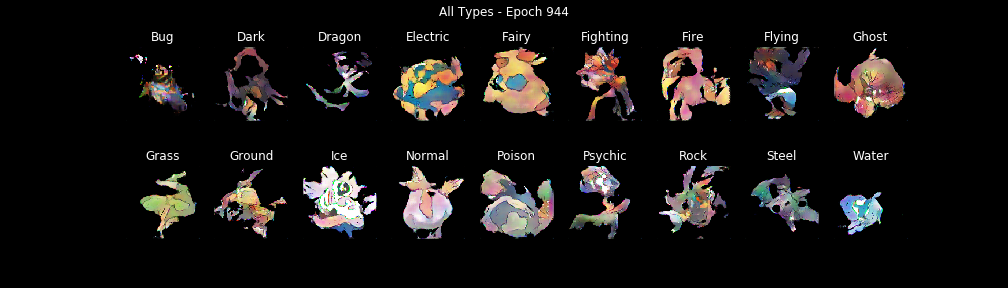 All Types - Epoch 944
Bug Dark Dragon Electric Fairy Fighting Fire Flying Ghost
Grass Ground Ice Normal Poison Psychic Rock Steel Water